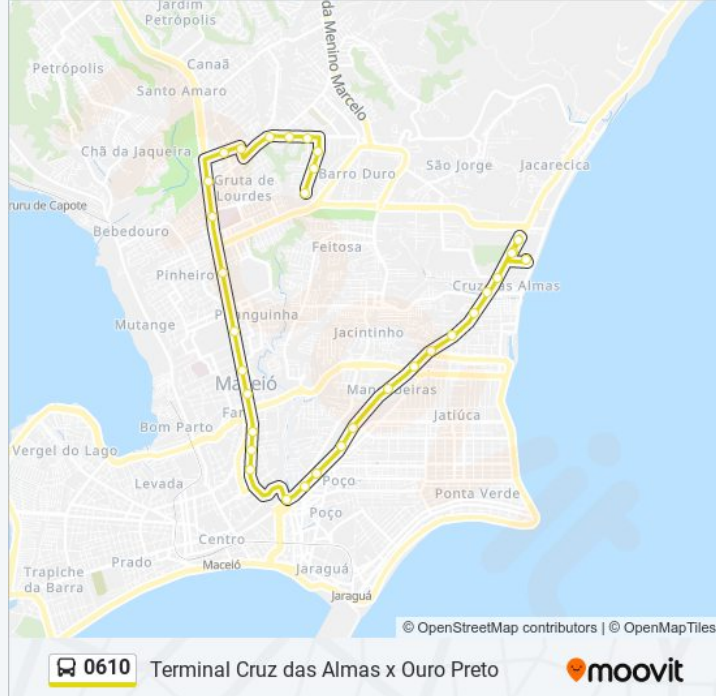 Jardim
Petrópolis
da Menino Marcelo
Canaã
Petrópolis
Santo Amaro
Chã da Jaqueira
São Jorge
Jacarecica
Barro Duro
Gruta de
Lourdes
ruru de Capote
Bebedouro
Feitosa
Pinheiro
Cruz das Almas
Mutange
Jacintinho
Maceió
Bom Parto
Jatiúca
Vergel do Lago
Levada
Poço
Ponta Verde
Poço
Centro
Prado
Maceió
Jaraguá
Trapiche
da Barra
Jaraguá
© OpenStreetMap contributors | © OpenMapTiles
0610 Terminal Cruz das Almas x Ouro Preto
moovit